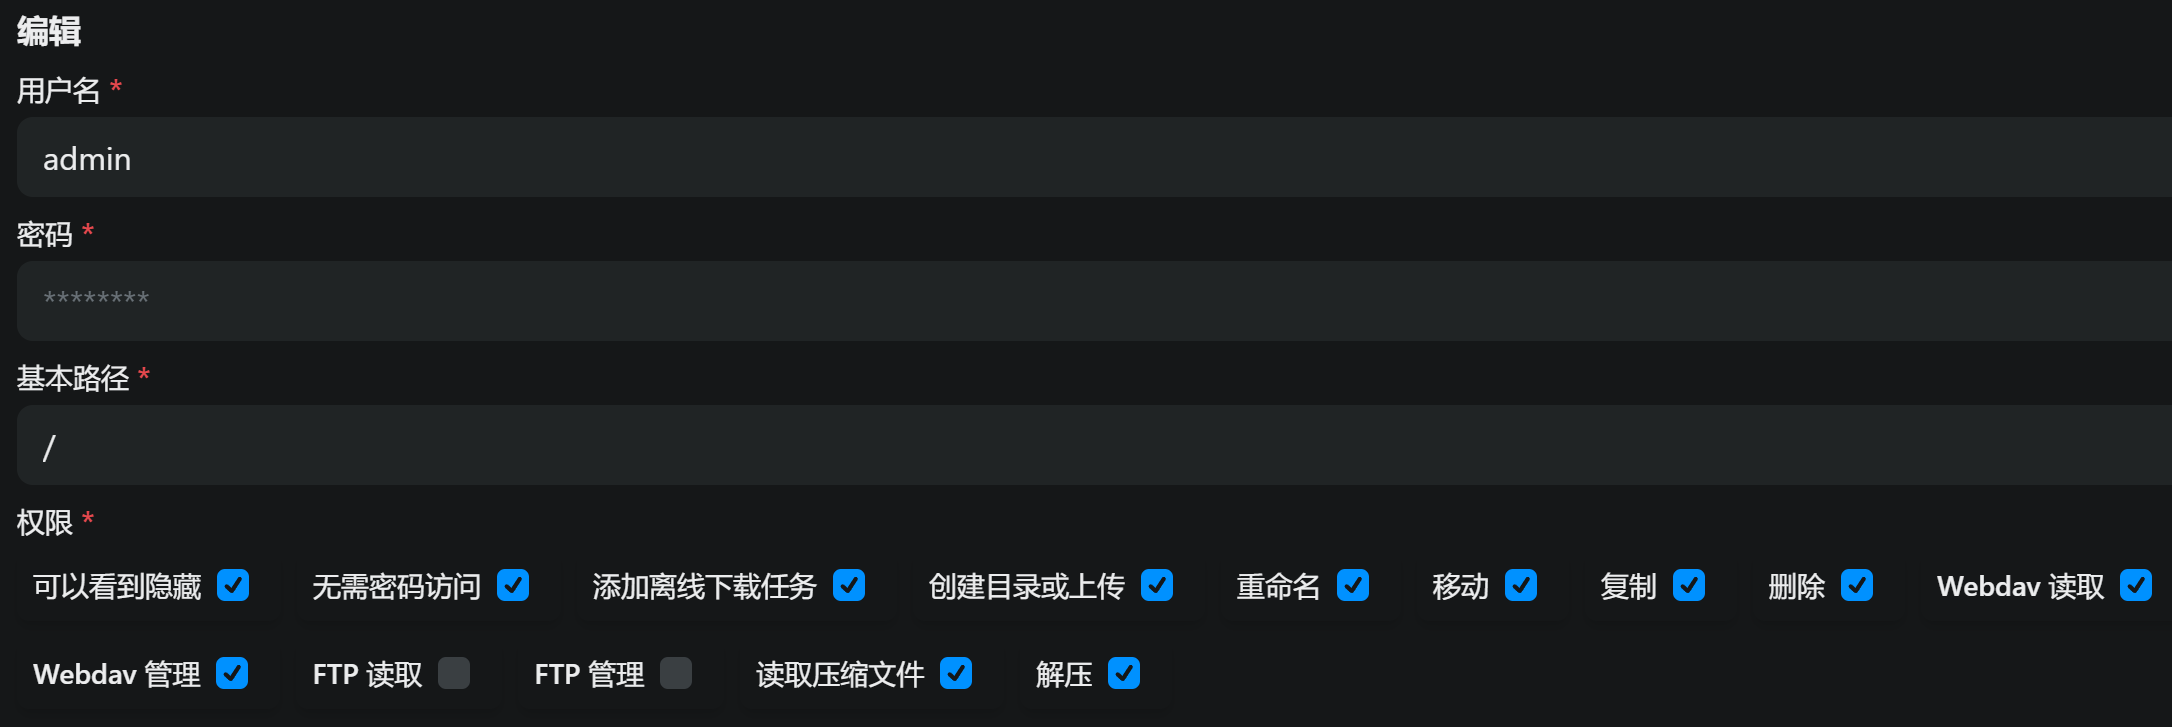 编辑
用户名 *
admin
密码 *
********
基本路径 *
/
权限 *
可以看到隐藏 无需密码访问 添加离线下载任务 创建目录或上传 重命名 移动 复制 删除 Webdav 读取
Webdav 管理 FTP 读取 FTP 管理 读取压缩文件 解压